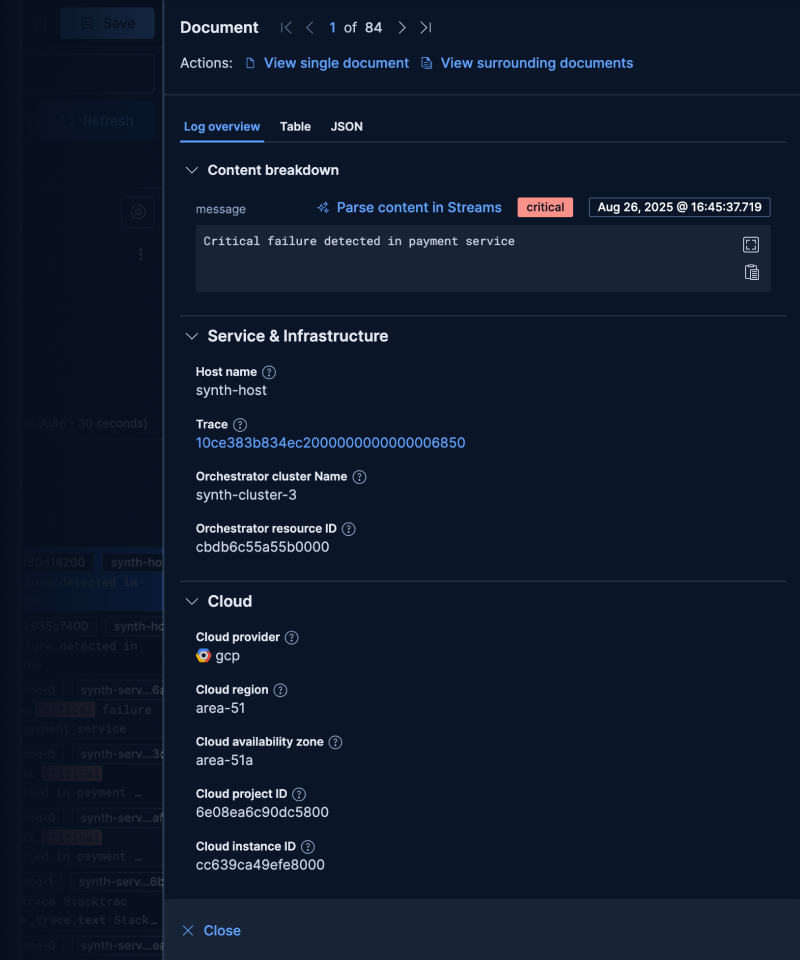 Save
Document
1 of 84
Actions:
View single document
View surrounding documents
Refresh
Log overview
Table
JSON
Content breakdown
message
Parse content in Streams
critical
Aug 26, 2025 @ 16:45:37.719
Critical failure detected in payment service
Service & Infrastructure
Host name
synth-host
Trace
10ce383b834ec2000000000000006850
Auto - 30 seconds)
Orchestrator cluster Name
synth-cluster-3
Orchestrator resource ID
cbdb6c55a55b0000
Cloud
Cloud provider
gcp
Cloud region
area-51
Cloud availability zone
area-51a
Cloud project ID
6e08ea6c90dc5800
Cloud instance ID
cc639ca49efe8000
Close